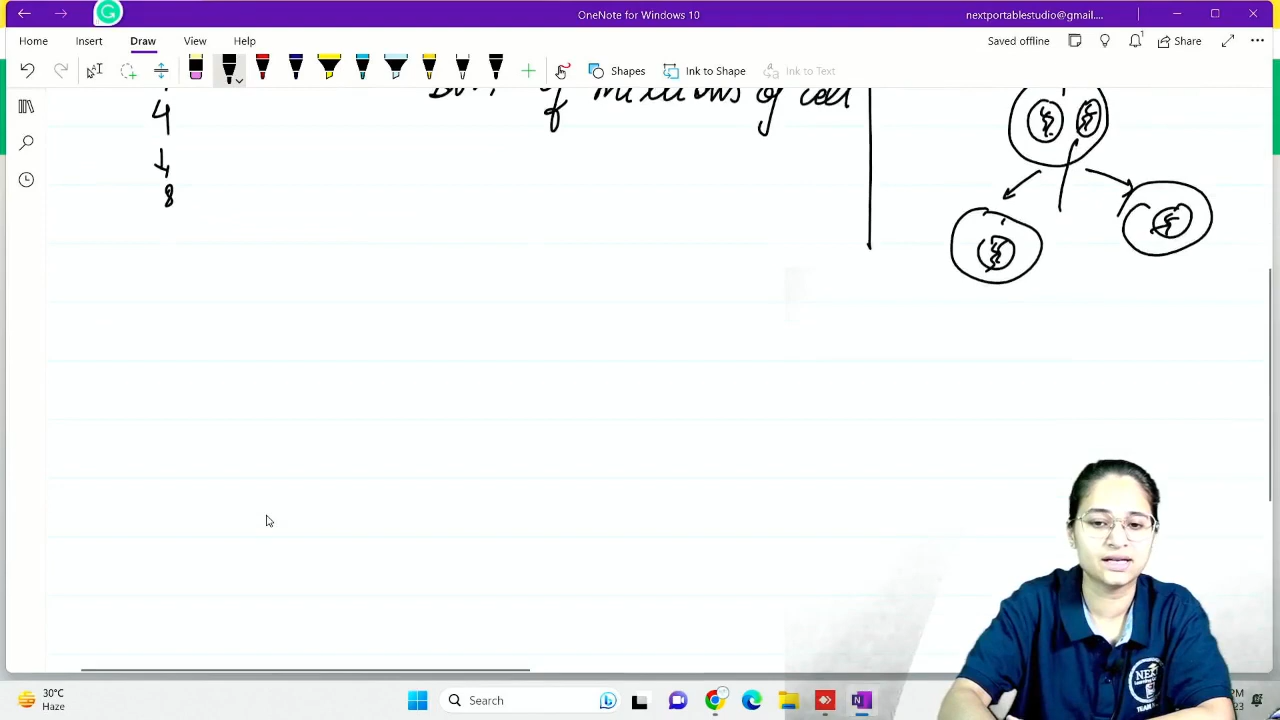 OneNote for Windows 10
nextportablestudio@gmail....
Home Insert Draw View Help
Saved offline
Share
Shapes
Ink to Shape
Ink to Text
of millions of cell
4
8
NEXT
30°C
Haze
Search